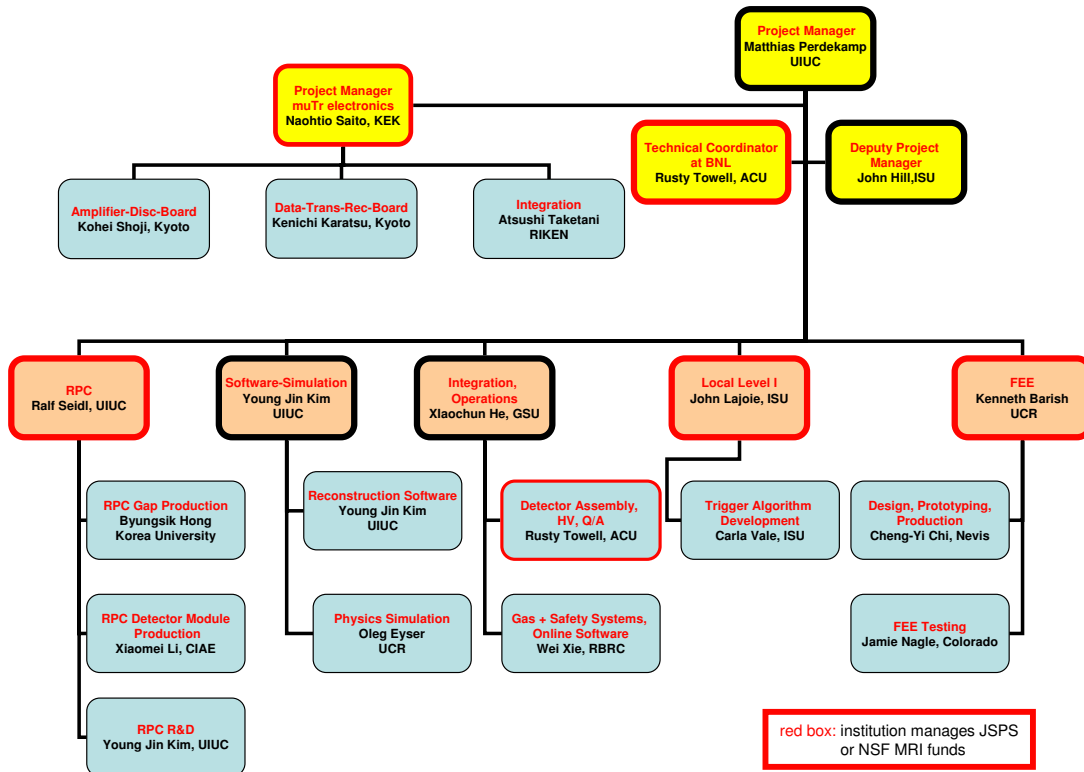 Project Manager
Matthias Perdekamp
UIUC
Project Manager
muTr electronics
Naohtio Saito, KEK
Technical Coordinator
at BNL
Rusty Towell, ACU
Deputy Project
Manager
John Hill,ISU
Amplifier-Disc-Board
Kohei Shoji, Kyoto
Data-Trans-Rec-Board
Kenichi Karatsu, Kyoto
Integration
Atsushi Taketani
RIKEN
RPC
Ralf Seidl, UIUC
Software-Simulation
Young Jin Kim
UIUC
Integration,
Operations
XIaochun He, GSU
Local Level I
John Lajoie, ISU
FEE
Kenneth Barish
UCR
RPC Gap Production
Byungsik Hong
Korea University
Reconstruction Software
Young Jin Kim
UIUC
Detector Assembly,
HV, Q/A
Rusty Towell, ACU
Trigger Algorithm
Development
Carla Vale, ISU
Design, Prototyping,
Production
Cheng-Yi Chi, Nevis
RPC Detector Module
Production
Xiaomei Li, CIAE
Physics Simulation
Oleg Eyser
UCR
Gas + Safety Systems,
Online Software
Wei Xie, RBRC
FEE Testing
Jamie Nagle, Colorado
RPC R&D
Young Jin Kim, UIUC
red box: institution manages JSPS
or NSF MRI funds